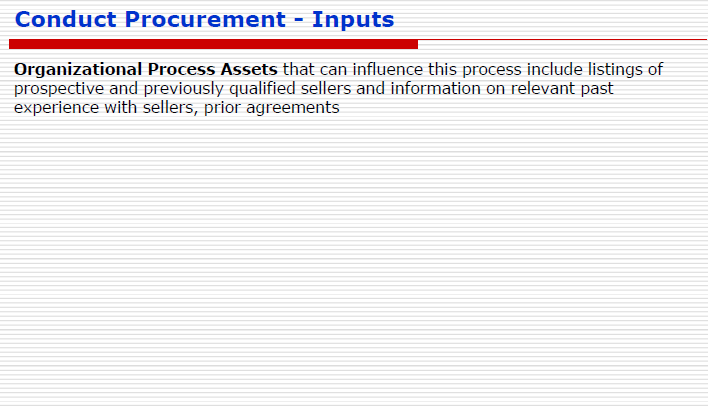 Conduct Procurement - Inputs
Organizational Process Assets that can influence this process include listings of
prospective and previously qualified sellers and information on relevant past
experience with sellers, prior agreements